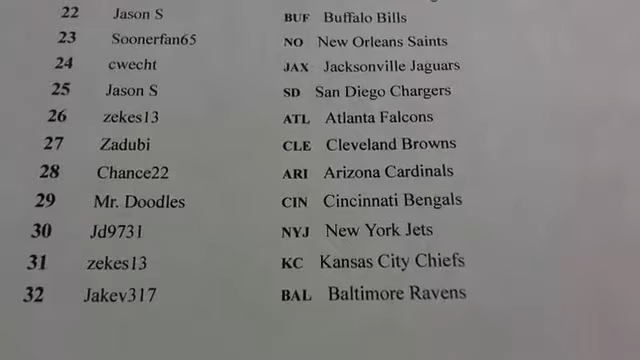 22 Jason S BUF Buffalo Bills
23 Soonerfan65 NO New Orleans Saints
24 cwecht JAX Jacksonville Jaguars
25 Jason S SD San Diego Chargers
26 zekes13 ATL Atlanta Falcons
27 Zadubi CLE Cleveland Browns
28 Chance22 ARI Arizona Cardinals
29 Mr. Doodles CIN Cincinnati Bengals
30 Jd9731 NYJ New York Jets
31 zekes13 KC Kansas City Chiefs
32 Jakev317 BAL Baltimore Ravens